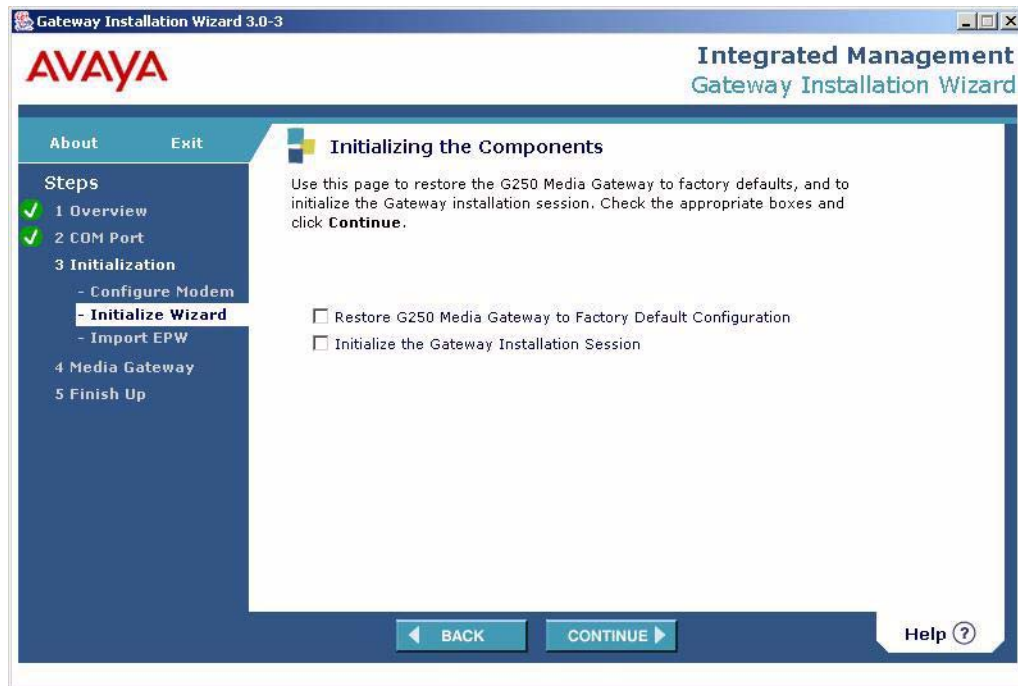 Gateway Installation Wizard 3.0-3
AVAYA
Integrated Management
Gateway Installation Wizard
About Exit
Steps
1 Overview
2 COM Port
3 Initialization
- Configure Modem
- Initialize Wizard
- Import EPW
4 Media Gateway
5 Finish Up
Initializing the Components
Use this page to restore the G250 Media Gateway to factory defaults, and to
initialize the Gateway installation session. Check the appropriate boxes and
click Continue.
Restore G250 Media Gateway to Factory Default Configuration
Initialize the Gateway Installation Session
BACK
CONTINUE
Help ?